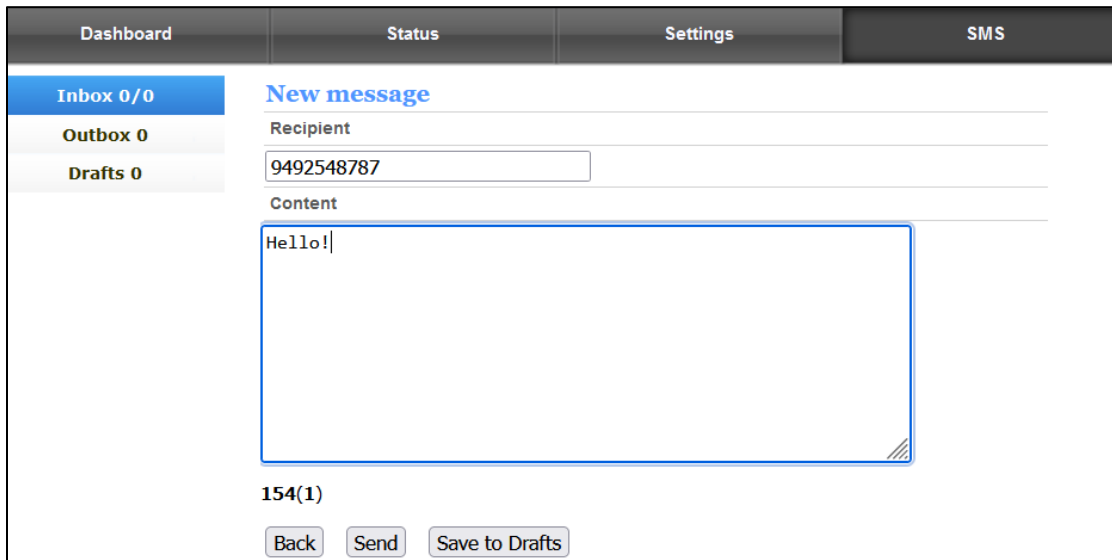 Dashboard Status Settings SMS
Inbox 0/0
Outbox 0
Drafts 0
New message
Recipient
9492548787
Content
Hello!
154(1)
Back Send Save to Drafts